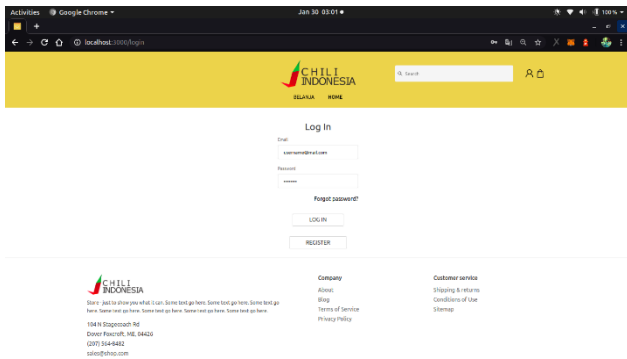 Activities Google Chrome Jan 30 03:01 100 %
localhost:3000/login
CHILI
INDONESIA
Search
BELANJA HOME
Log In
Email
username@mail.com
Password
Forgot password?
LOG IN
REGISTER
CHILI
INDONESIA
Store - just to show you what it can. Some text go here. Some text go here. Some text go
here. Some text go here. Some text go here. Some text go here. Some text go here.
104 N Stagecoach Rd
Dover Foxcroft, ME, 04426
(207) 564-8482
sales@shop.com
Company
About
Blog
Terms of Service
Privacy Policy
Customer service
Shipping & returns
Conditions of Use
Sitemap